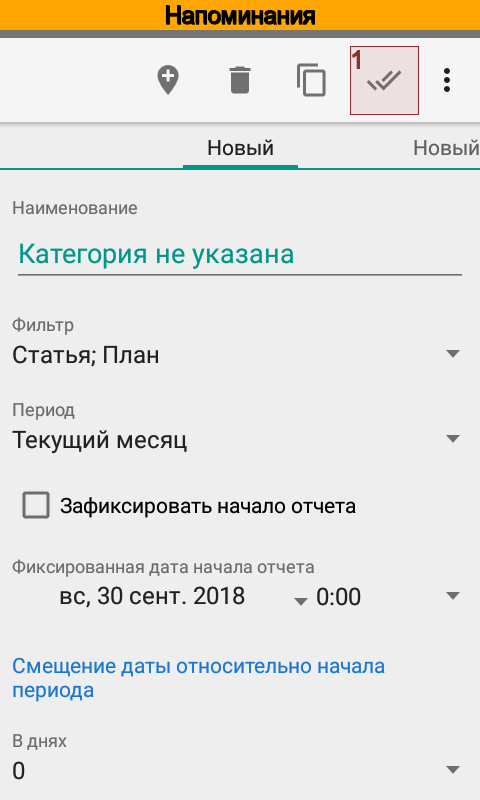 Напоминания
1
Новый
Новый
Наименование
Категория не указана
Фильтр
Статья; План
Период
Текущий месяц
Зафиксировать начало отчета
Фиксированная дата начала отчета
вс, 30 сент. 2018 0:00
Смещение даты относительно начала
периода
В днях
0